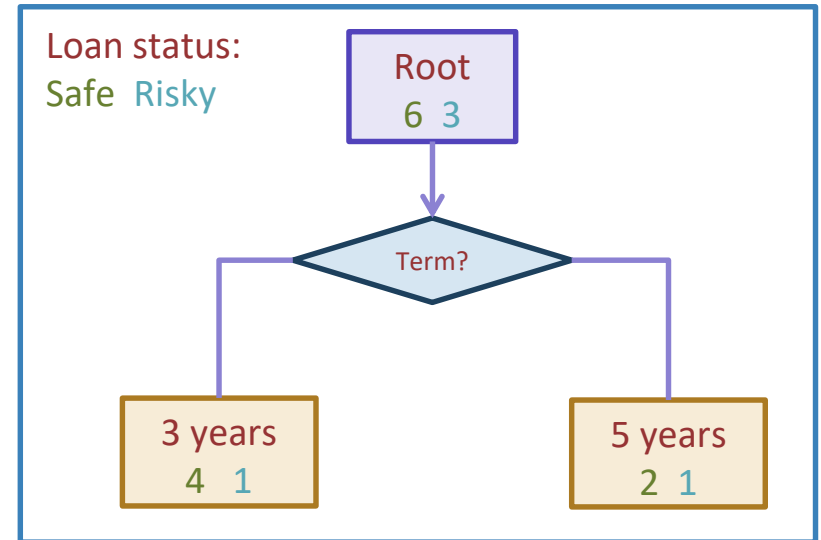 Loan status:
Safe Risky
Root
6 3
Term?
3 years
4 1
5 years
2 1